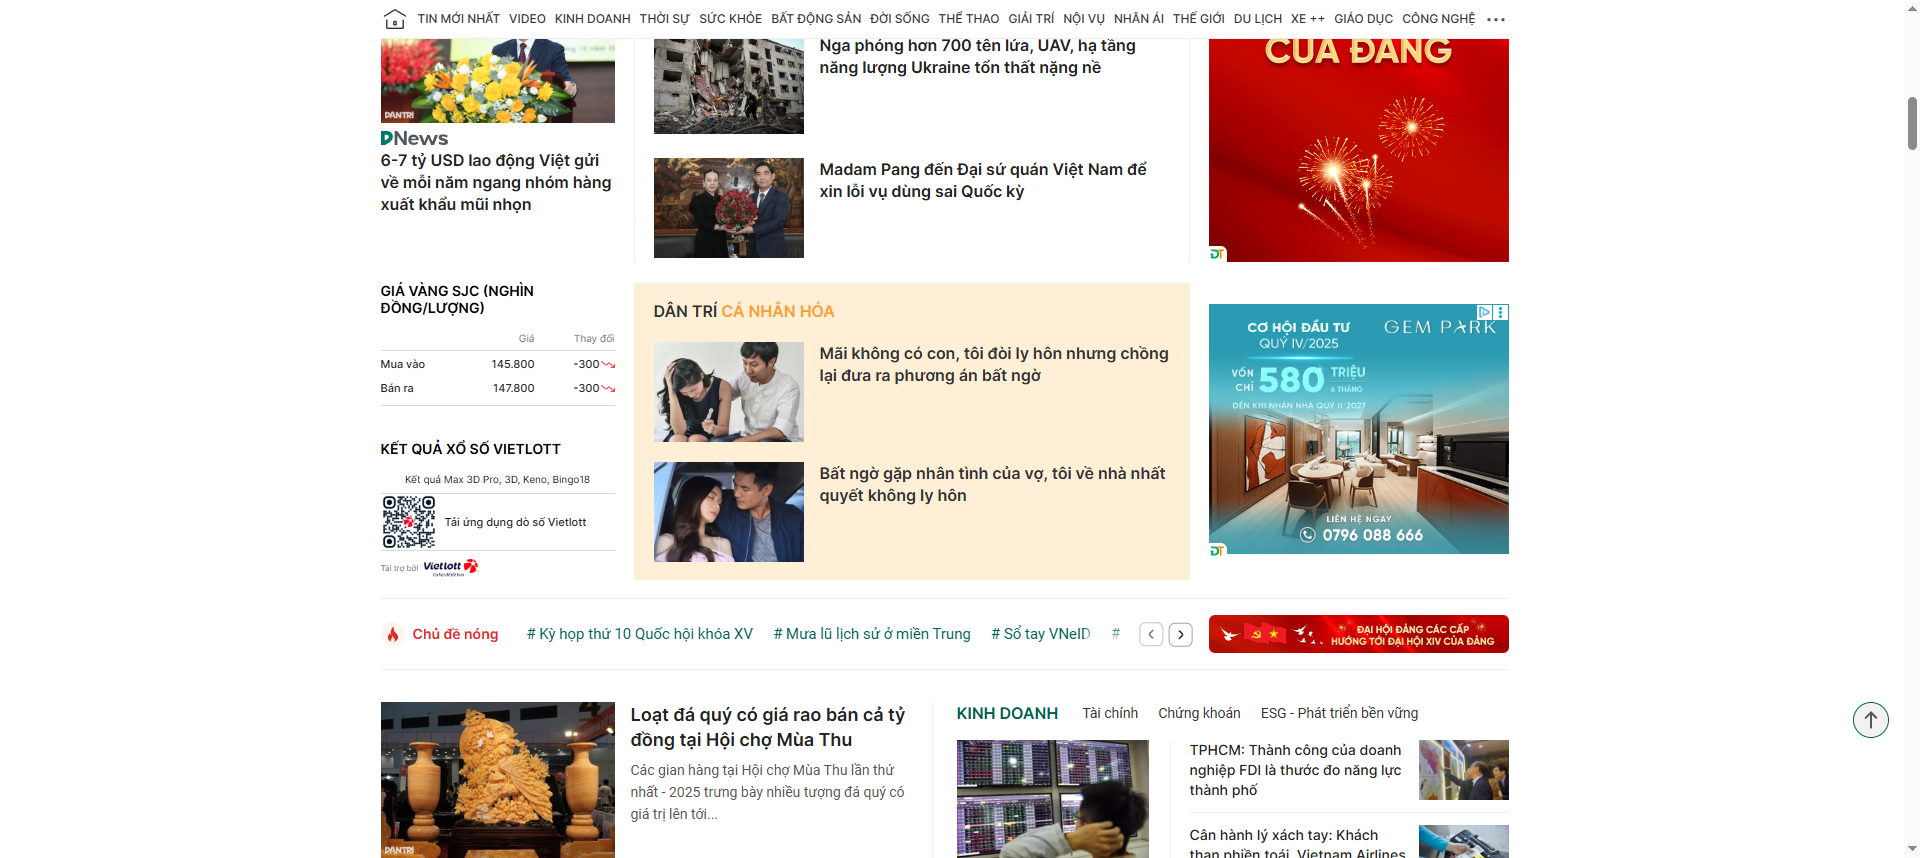 TIN MỚI NHẤT VIDEO KINH DOANH THỜI SỰ SỨC KHỎE BẤT ĐỘNG SẢN ĐỜI SỐNG THỂ THAO GIẢI TRÍ NỘI VỤ NHÂN ÁI THẾ GIỚI DU LỊCH XE ++ GIÁO DỤC CÔNG NGHỆ
DANTRI
DNews
6-7 tỷ USD lao động Việt gửi
về mỗi năm ngang nhóm hàng
xuất khẩu mũi nhọn
Nga phóng hơn 700 tên lửa, UAV, hạ tầng
năng lượng Ukraine tổn thất nặng nề
Madam Pang đến Đại sứ quán Việt Nam để
xin lỗi vụ dùng sai Quốc kỳ
CỦA ĐẢNG
DT
GIÁ VÀNG SJC (NGHÌN
ĐỒNG/LƯỢNG)
Giá Thay đổi
Mua vào 145.800 -300
Bán ra 147.800 -300
KẾT QUẢ XỔ SỐ VIETLOTT
Kết quả Max 3D Pro, 3D, Keno, Bingo18
Tải ứng dụng dò số Vietlott
Tài trợ bởi Vietlott
DÂN TRÍ CÁ NHÂN HÓA
Mãi không có con, tôi đòi ly hôn nhưng chồng
lại đưa ra phương án bất ngờ
Bất ngờ gặp nhân tình của vợ, tôi về nhà nhất
quyết không ly hôn
CƠ HỘI ĐẦU TƯ
QUÝ IV/2025
GEM PARK
VỐN CHỈ 580 TRIỆU
6 THÁNG
DẾN KHI NHẬN NHÀ QUÝ II/2027
LIÊN HỆ NGAY
0796 088 666
DT
Chủ đề nóng
# Kỳ họp thứ 10 Quốc hội khóa XV # Mưa lũ lịch sử ở miền Trung # Sổ tay VNeID #
ĐẠI HỘI ĐẢNG CÁC CẤP
HƯỚNG TỚI ĐẠI HỘI XIV CỦA ĐẢNG
DANTRI
Loạt đá quý có giá rao bán cả tỷ
đồng tại Hội chợ Mùa Thu
Các gian hàng tại Hội chợ Mùa Thu lần thứ
nhất - 2025 trưng bày nhiều tượng đá quý có
giá trị lên tới...
KINH DOANH Tài chính Chứng khoán ESG - Phát triển bền vững
TPHCM: Thành công của doanh
nghiệp FDI là thước đo năng lực
thành phố
Cân hành lý xách tay: Khách
than phiền toái, Vietnam Airlines